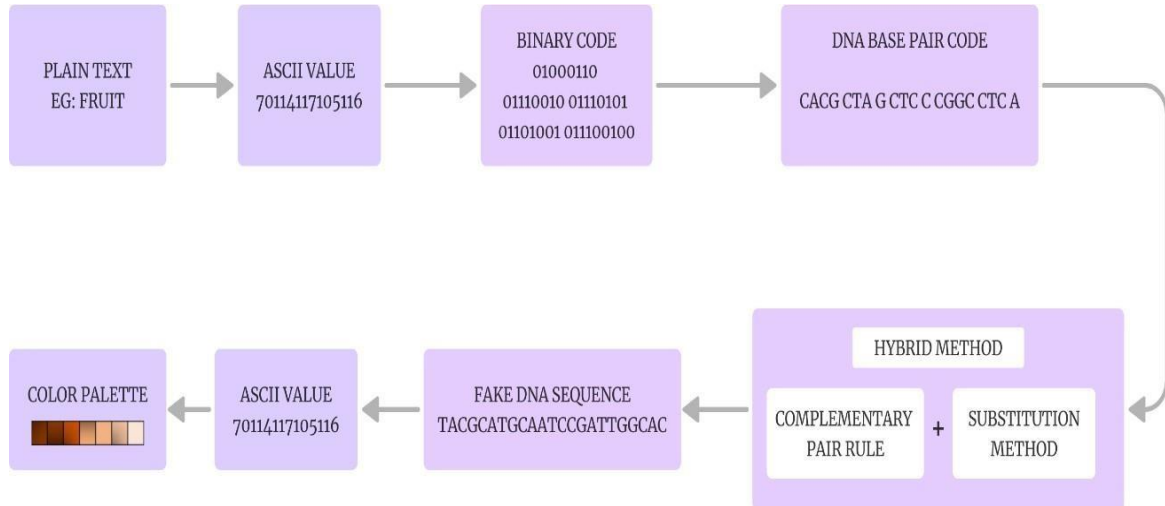 PLAIN TEXT
EG: FRUIT
ASCII VALUE
70114117105116
BINARY CODE
01000110
01110010 01110101
01101001 011100100
DNA BASE PAIR CODE
CACG CTA G CTC C CGGC CTC A
HYBRID METHOD
COMPLEMENTARY
PAIR RULE
+
SUBSTITUTION
METHOD
FAKE DNA SEQUENCE
TACGCATGCAATCCGATTGGCAC
ASCII VALUE
70114117105116
COLOR PALETTE